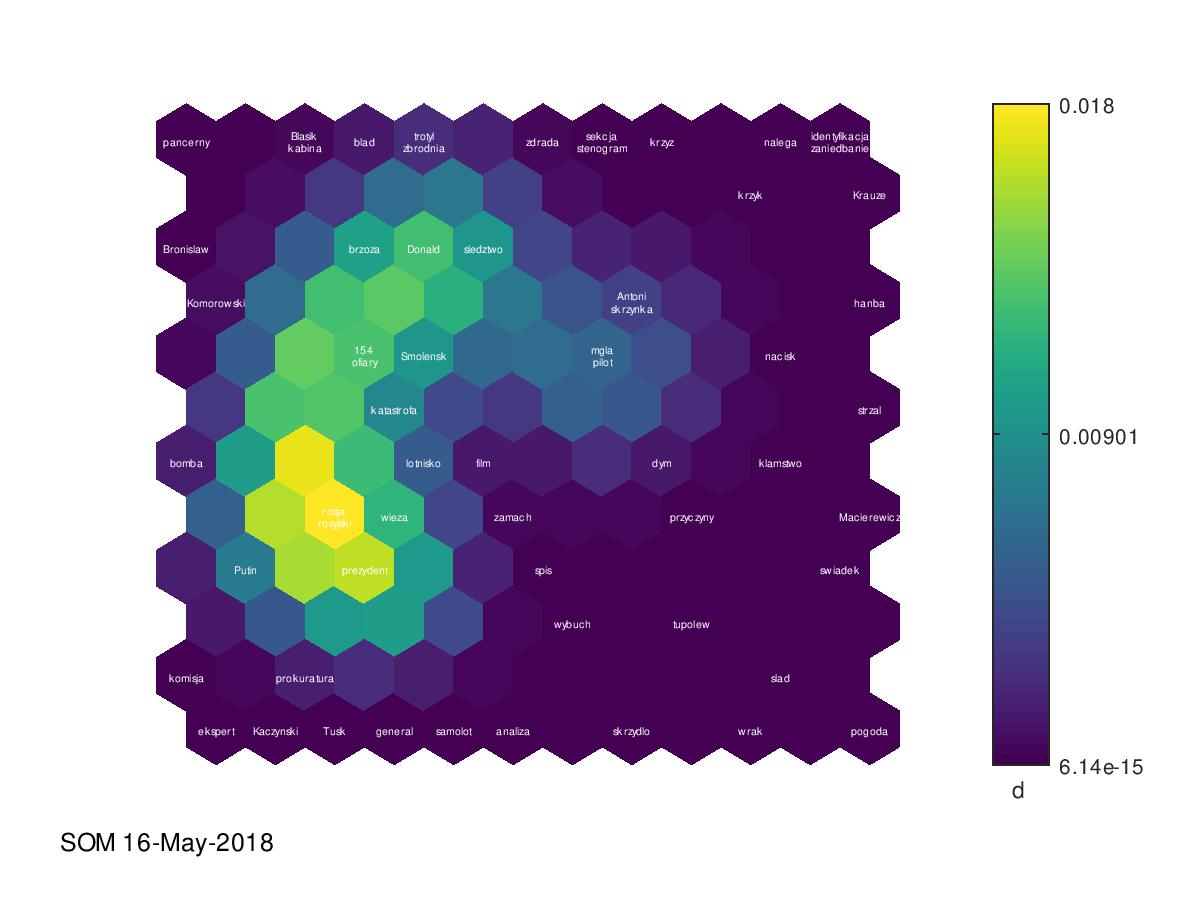 0.018
pancerny
Blasik
kabina
blad
trotyl
zbrodnia
zdrada
sekcja
stenogram
krzyz
nalega
identyfikacja
zaniedbanie
krzyk
Krauze
Bronislaw
brzoza
Donald
sledztwo
Komorowski
Antoni
skrzynka
hanba
154
ofiary
Smolensk
mgla
pilot
nacisk
katastrofa
strzal
0.00901
bomba
lotnisko
film
dym
klamstwo
rosja
rosyjski
wieza
zamach
przyczyny
Macierewicz
Putin
prezydent
spis
swiadek
wybuch
tupolew
komisja
prokuratura
slad
ekspert
Kaczynski
Tusk
general
samolot
analiza
skrzydlo
wrak
pogoda
6.14e-15
d
SOM 16-May-2018